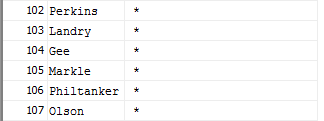 102 Perkins *
103 Landry *
104 Gee *
105 Markle *
106 Philtanker *
107 Olson *